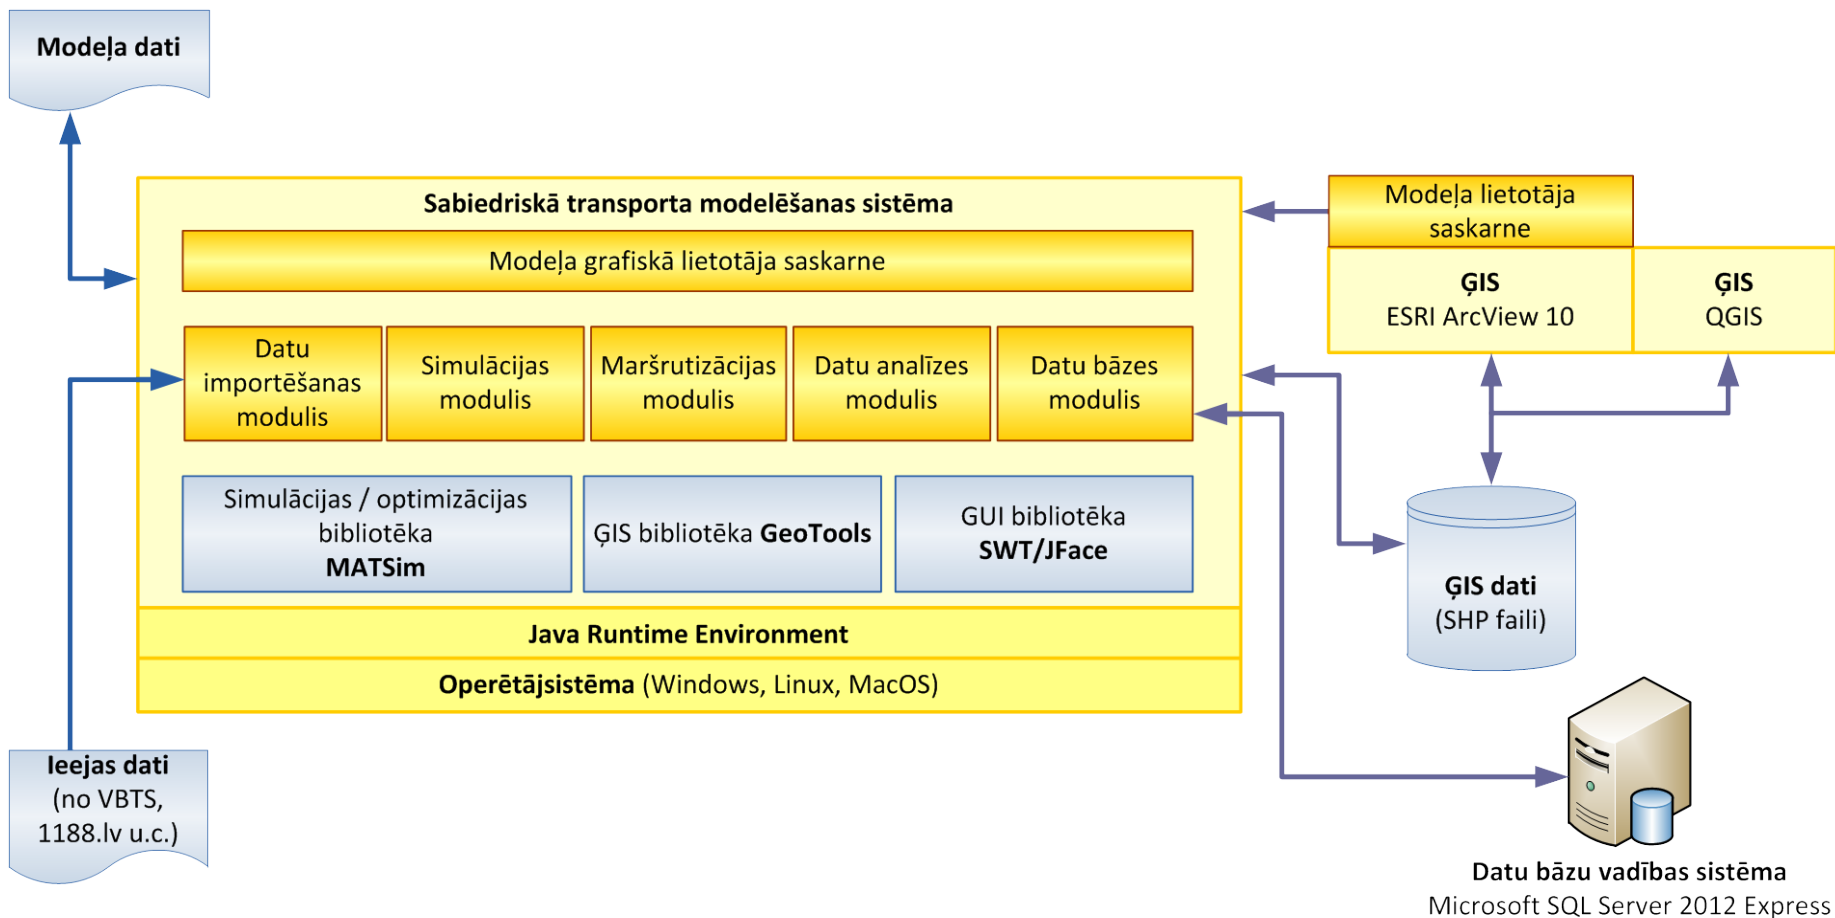 Modeļa dati
Sabiedriskā transporta modelēšanas sistēma
Modeļa grafiskā lietotāja saskarne
Datu
importēšanas
modulis
Simulācijas
modulis
Maršrutizācijas
modulis
Datu analīzes
modulis
Datu bāzes
modulis
Simulācijas / optimizācijas
bibliotēka
MATSim
ĢIS bibliotēka GeoTools
GUI bibliotēka
SWT/JFace
Java Runtime Environment
Operētājsistēma (Windows, Linux, MacOS)
Modeļa lietotāja
saskarne
ĢIS
ESRI ArcView 10
ĢIS
QGIS
ĢIS dati
(SHP faili)
Ieejas dati
(no VBTS,
1188.lv u.c.)
Datu bāzu vadības sistēma
Microsoft SQL Server 2012 Express